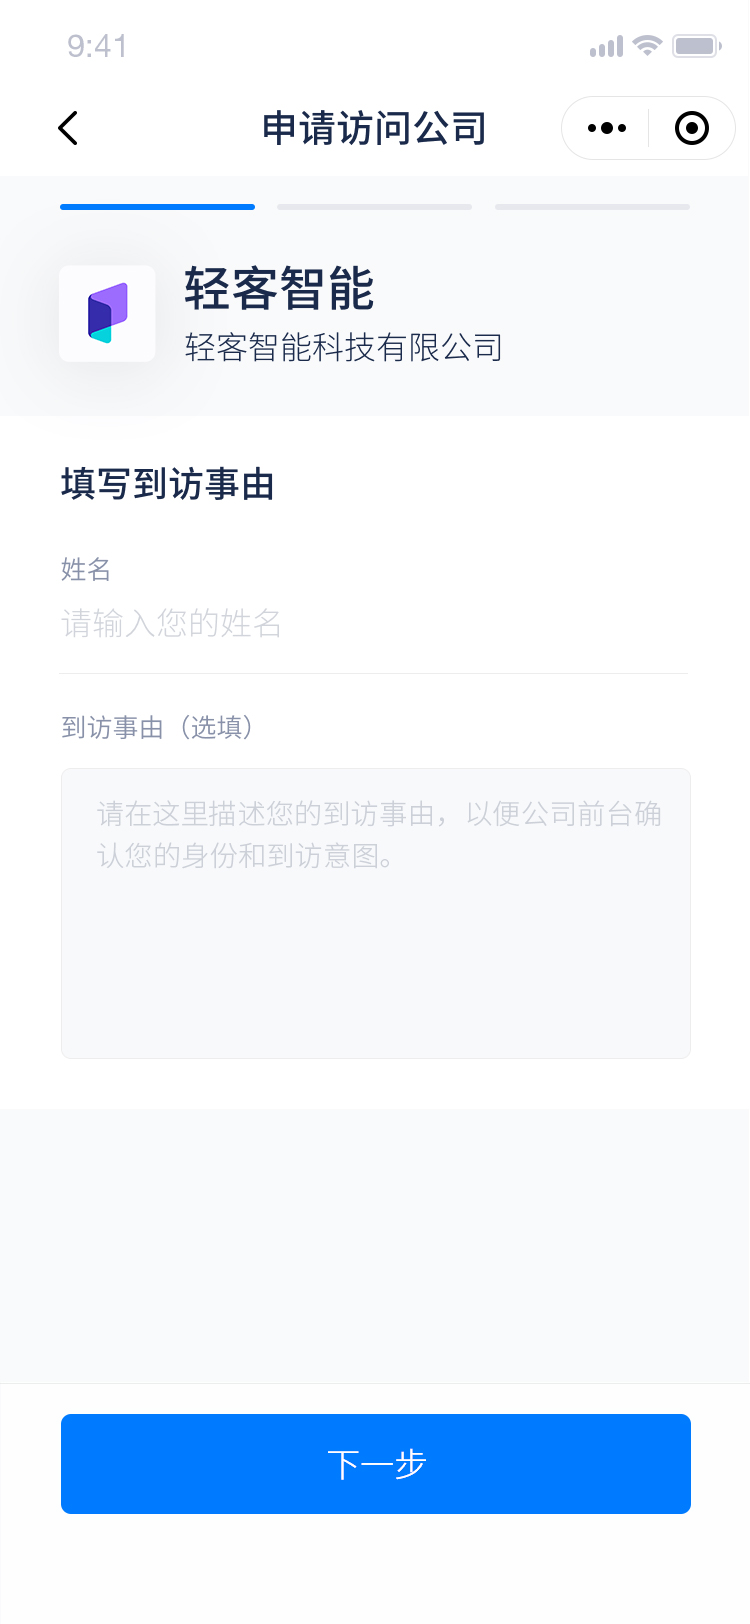 9:41
申请访问公司
轻客智能
轻客智能科技有限公司
填写到访事由
姓名
请输入您的姓名
到访事由（选填）
请在这里描述您的到访事由，以便公司前台确
认您的身份和到访意图。
下一步